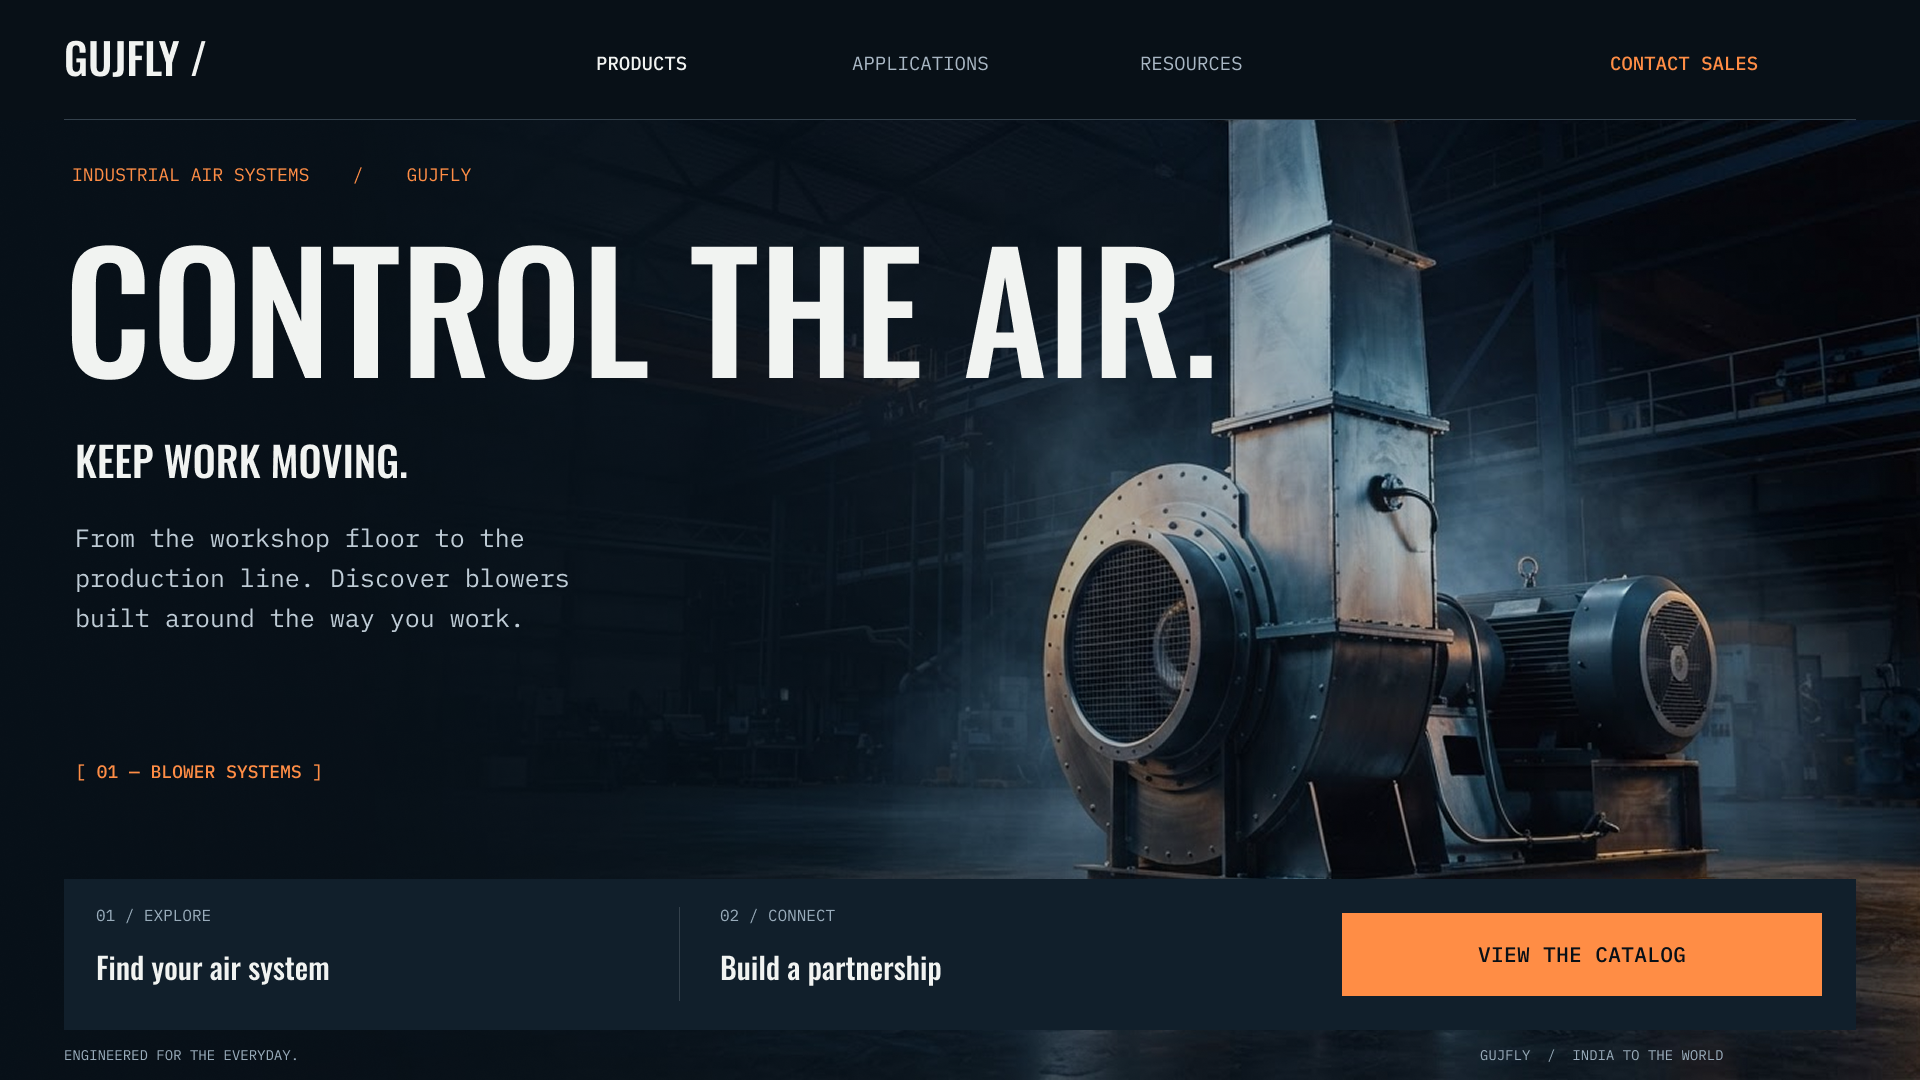 GUJFLY /
PRODUCTS
APPLICATIONS
RESOURCES
CONTACT SALES
INDUSTRIAL AIR SYSTEMS / GUJFLY
CONTROL THE AIR.
KEEP WORK MOVING.
From the workshop floor to the
production line. Discover blowers
built around the way you work.
[ 01 — BLOWER SYSTEMS ]
01 / EXPLORE
Find your air system
02 / CONNECT
Build a partnership
VIEW THE CATALOG
ENGINEERED FOR THE EVERYDAY.
GUJFLY / INDIA TO THE WORLD